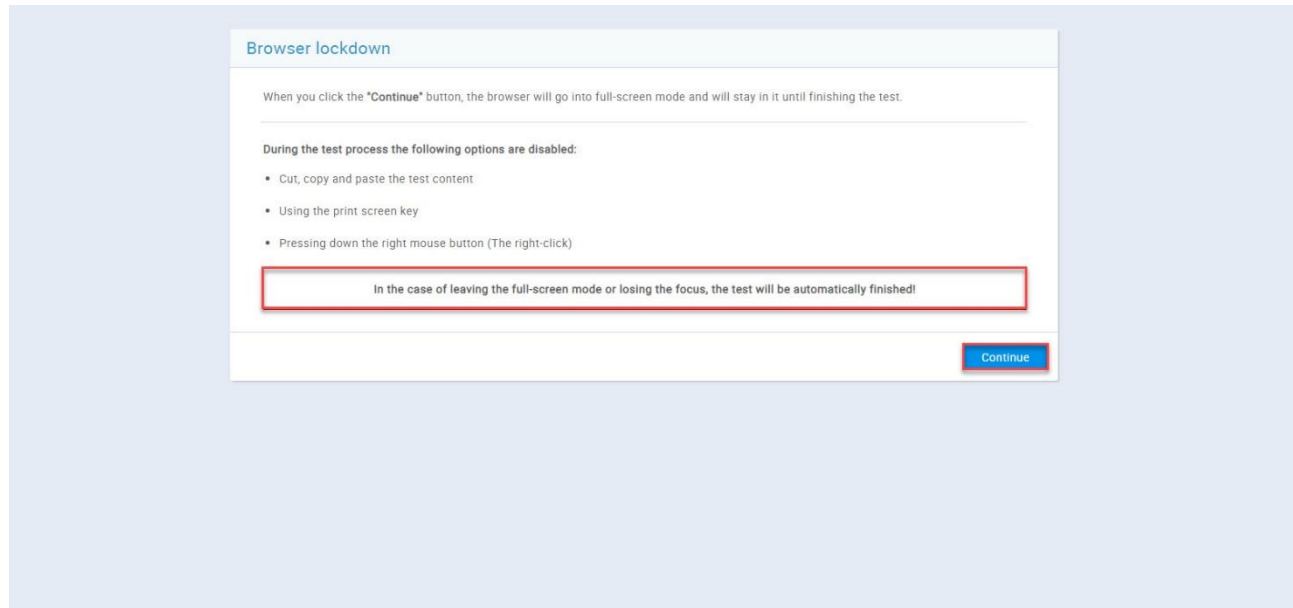 Browser lockdown
When you click the "Continue" button, the browser will go into full-screen mode and will stay in it until finishing the test.
During the test process the following options are disabled:
• Cut, copy and paste the test content
• Using the print screen key
• Pressing down the right mouse button (The right-click)
In the case of leaving the full-screen mode or losing the focus, the test will be automatically finished!
Continue